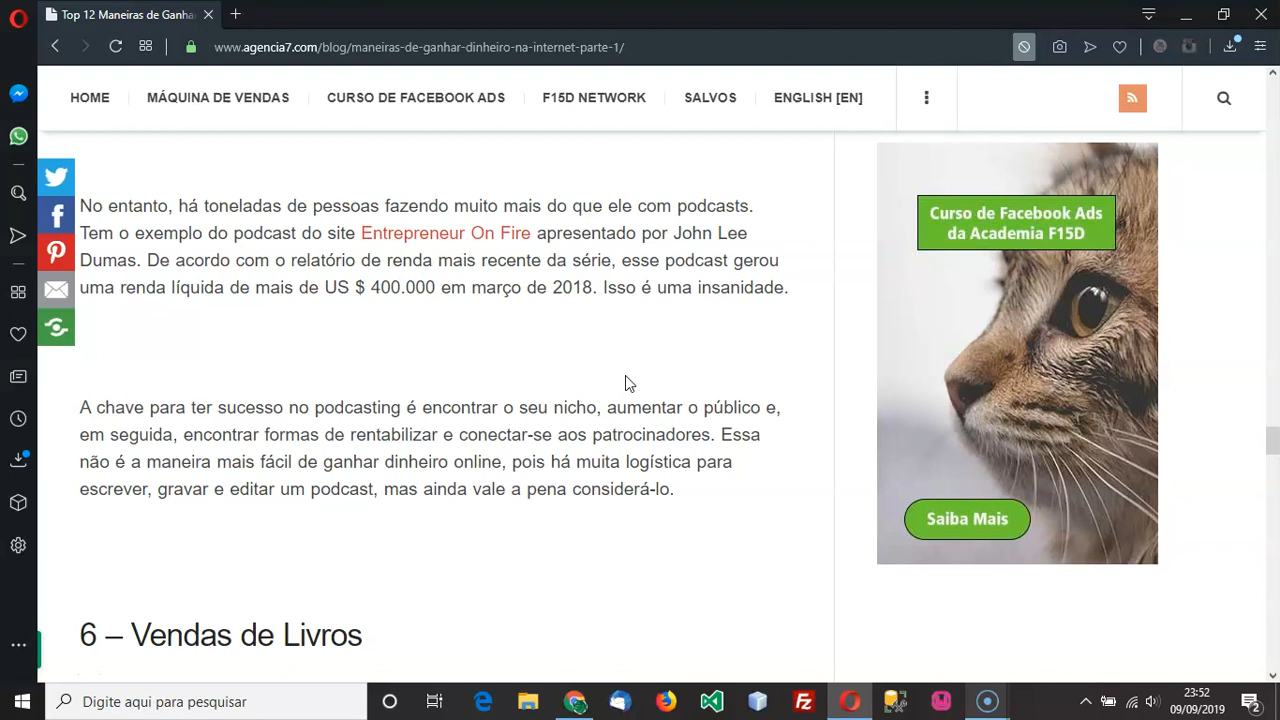 Top 12 Maneiras de Ganhar
www.agencia7.com/blog/maneiras-de-ganhar-dinheiro-na-internet-parte-1/
HOME
MÁQUINA DE VENDAS
CURSO DE FACEBOOK ADS
F15D NETWORK
SALVOS
ENGLISH [EN]
No entanto, há toneladas de pessoas fazendo muito mais do que ele com podcasts.
Tem o exemplo do podcast do site Entrepreneur On Fire apresentado por John Lee
Dumas. De acordo com o relatório de renda mais recente da série, esse podcast gerou
uma renda líquida de mais de US $ 400.000 em março de 2018. Isso é uma insanidade.
A chave para ter sucesso no podcasting é encontrar o seu nicho, aumentar o público e,
em seguida, encontrar formas de rentabilizar e conectar-se aos patrocinadores. Essa
não é a maneira mais fácil de ganhar dinheiro online, pois há muita logística para
escrever, gravar e editar um podcast, mas ainda vale a pena considerá-lo.
6 – Vendas de Livros
Curso de Facebook Ads
da Academia F15D
Saiba Mais
Digite aqui para pesquisar
23:52
09/09/2019
2